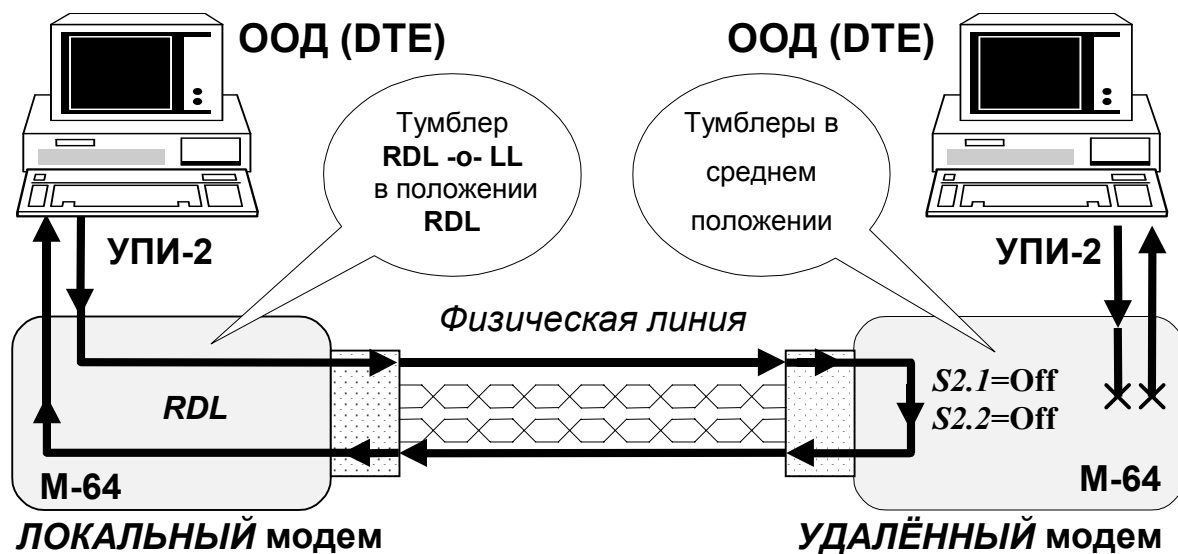 ООД (DTE)
ООД (DTE)
Тумблер
RDL -o- LL
в положении
RDL
Тумблеры в
среднем
положении
УПИ-2
УПИ-2
Физическая линия
RDL
S2.1=Off
S2.2=Off
М-64
М-64
ЛОКАЛЬНЫЙ модем
УДАЛЁННЫЙ модем